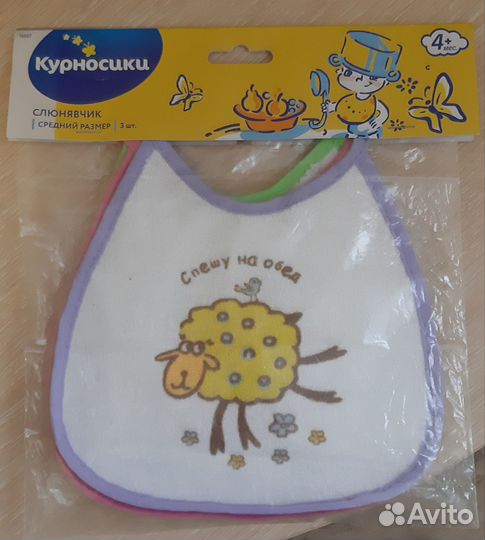 Курносики
4+
мес.
СЛЮНЯВЧИК
СРЕДНИЙ РАЗМЕР 3 шт.
Спешу на обед
Avito